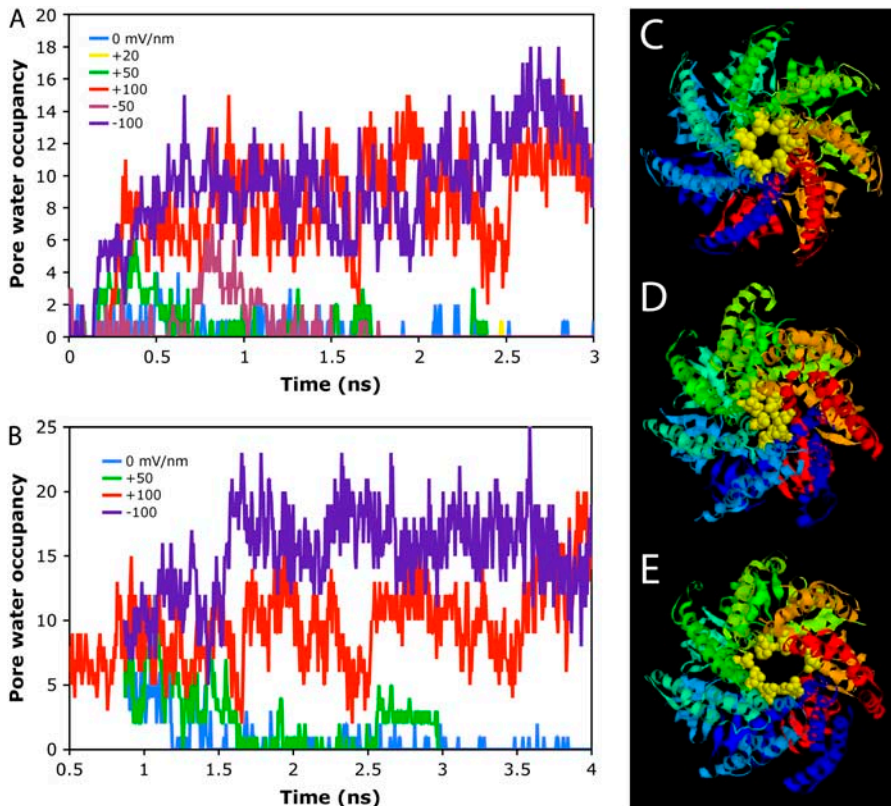 A
Pore water occupancy
20
18
16
14
12
10
8
6
4
2
0
0 mV/nm
+20
+50
+100
-50
-100
0 0.5 1 1.5 2 2.5 3
Time (ns)
B
Pore water occupancy
25
20
15
10
5
0
0 mV/nm
+50
+100
-100
0.5 1 1.5 2 2.5 3 3.5 4
Time (ns)
C
D
E